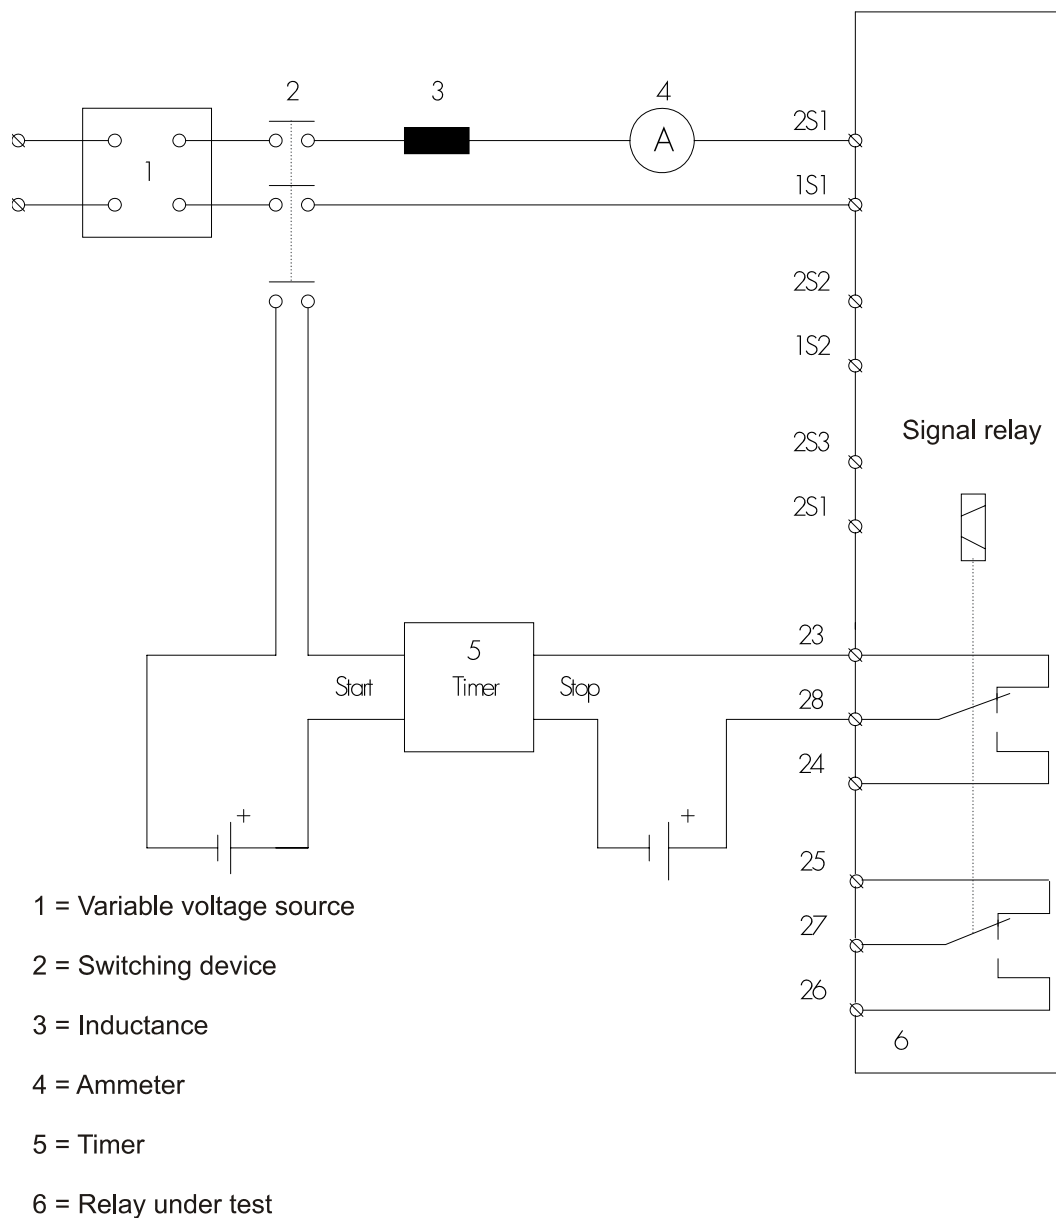 2
3
4
2S1
A
1
1S1
2S2
1S2
Signal relay
2S3
2S1
23
5
Start
Timer
Stop
28
24
+
+
25
1 = Variable voltage source
27
2 = Switching device
26
3 = Inductance
6
4 = Ammeter
5 = Timer
6 = Relay under test